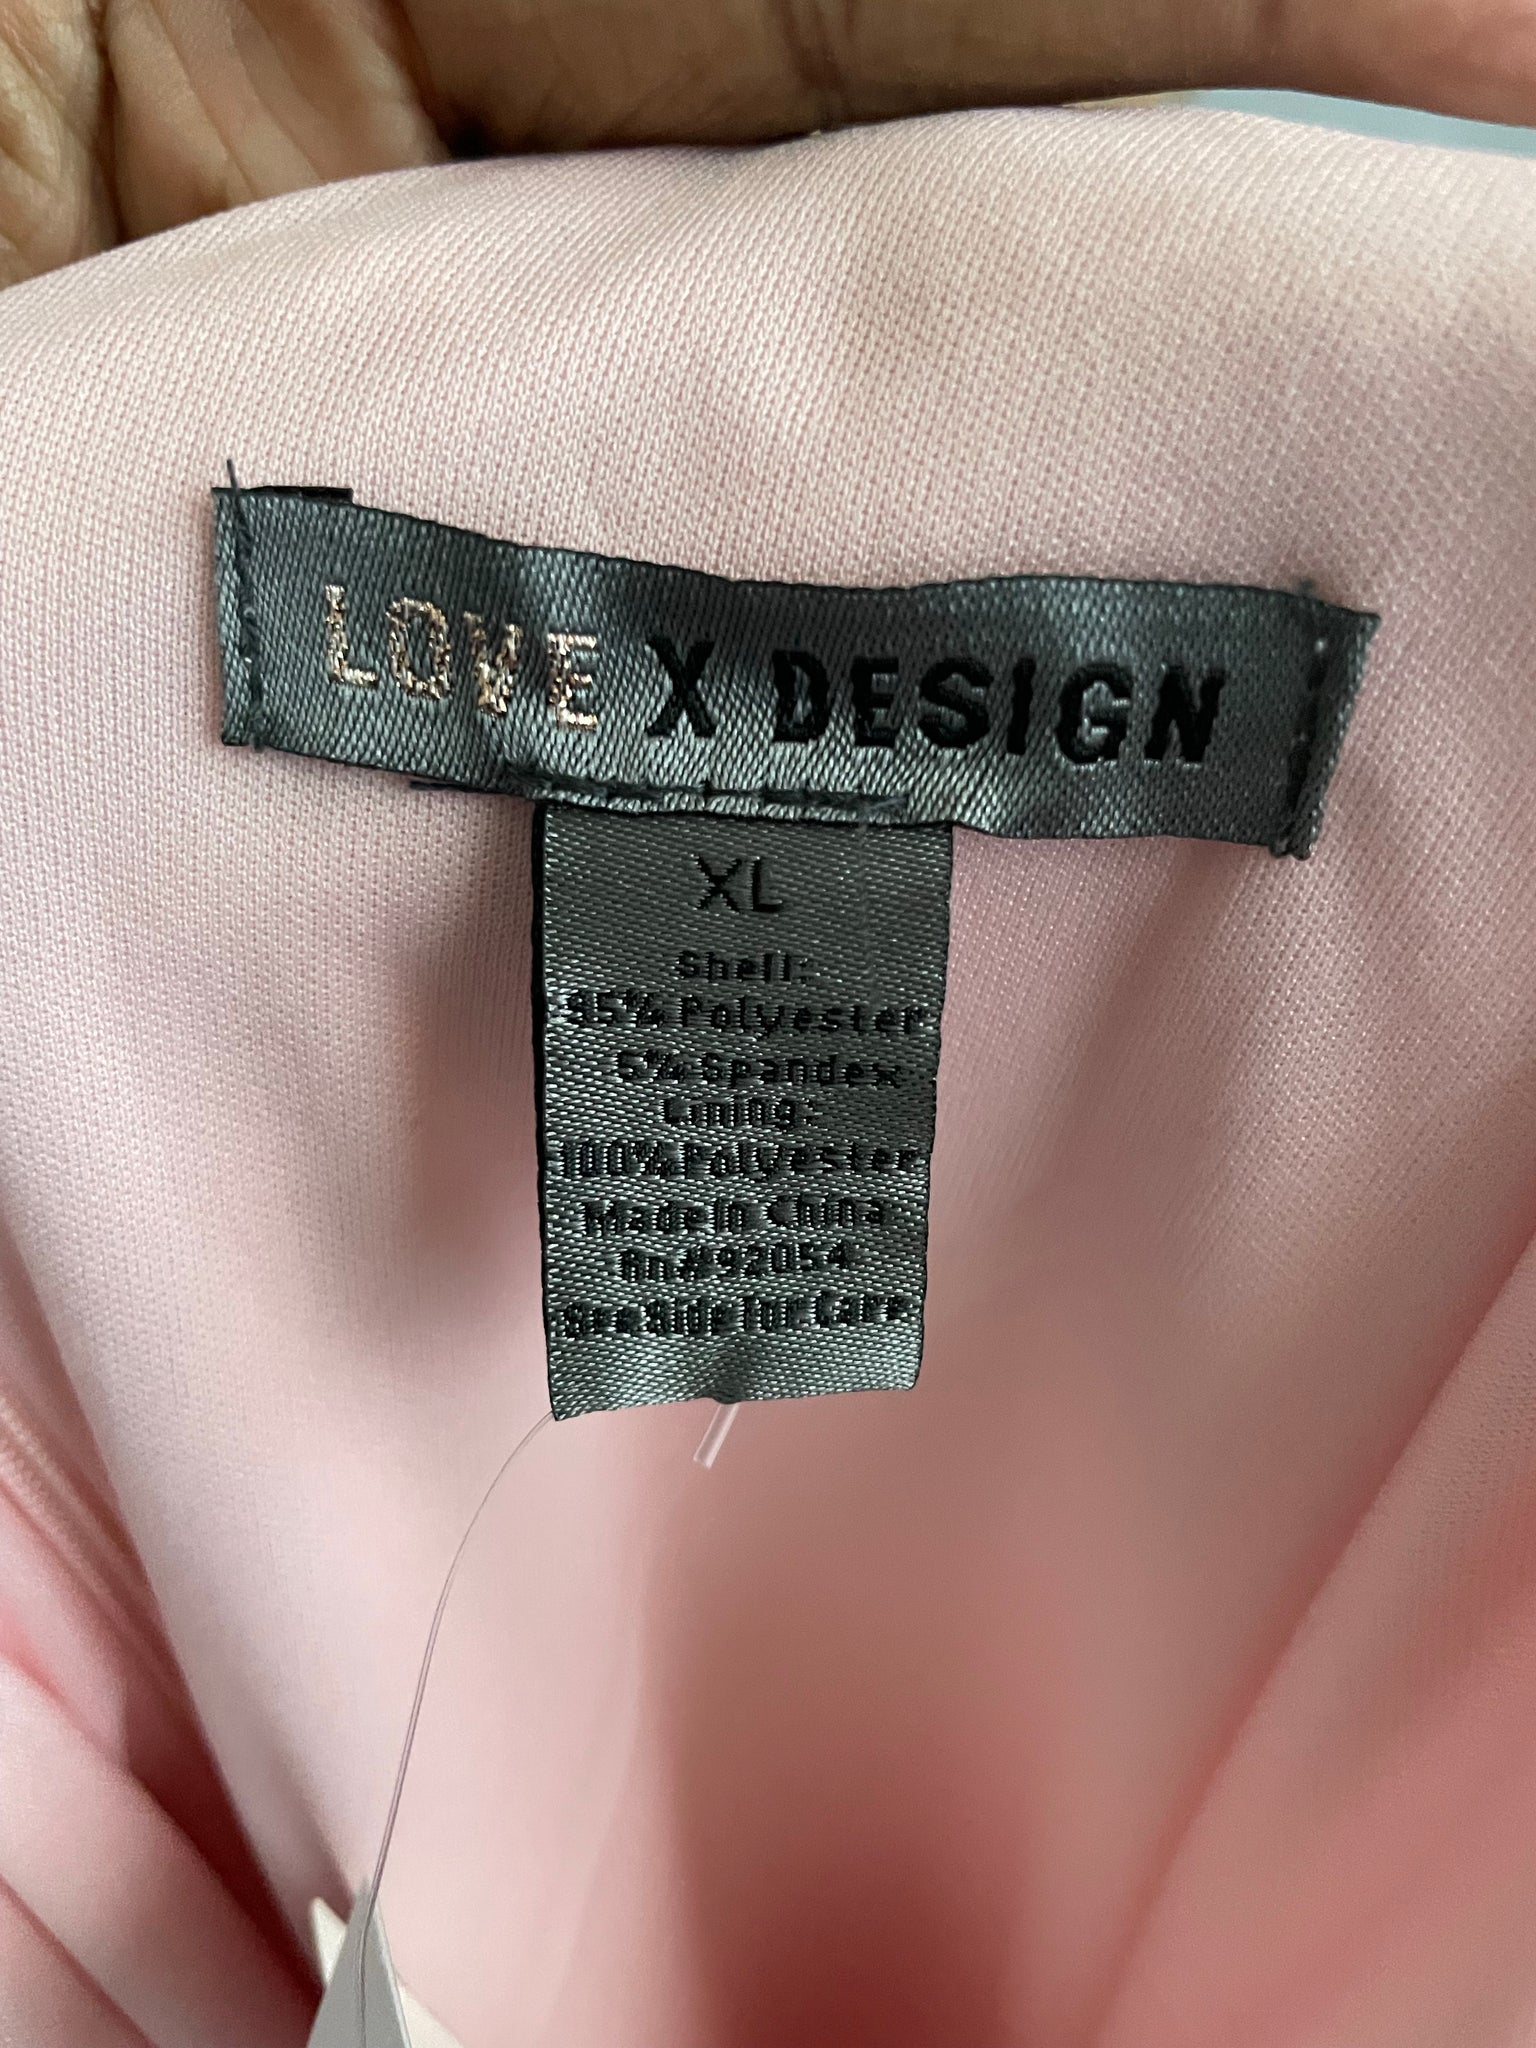 LOVE X DESIGN
XL
Shell:
95% Polyester
5% Spandex
Lining:
100% Polyester
Made In China
Rn#92054
See Side for Care